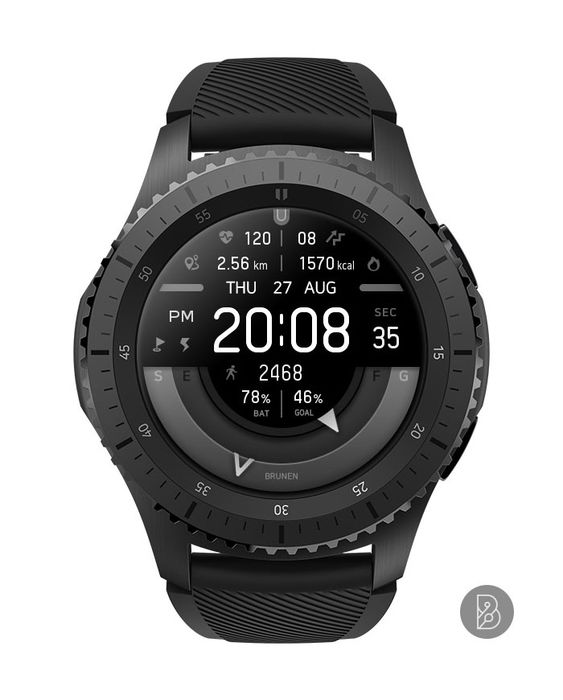 55 05
120 08
50 2.56 km 1570 kcal 10
THU 27 AUG
PM 20:08 SEC
35
45 15
S E 2468 F G
78% 46%
BAT GOAL
40 20
BRUNEN
35 25
30
B